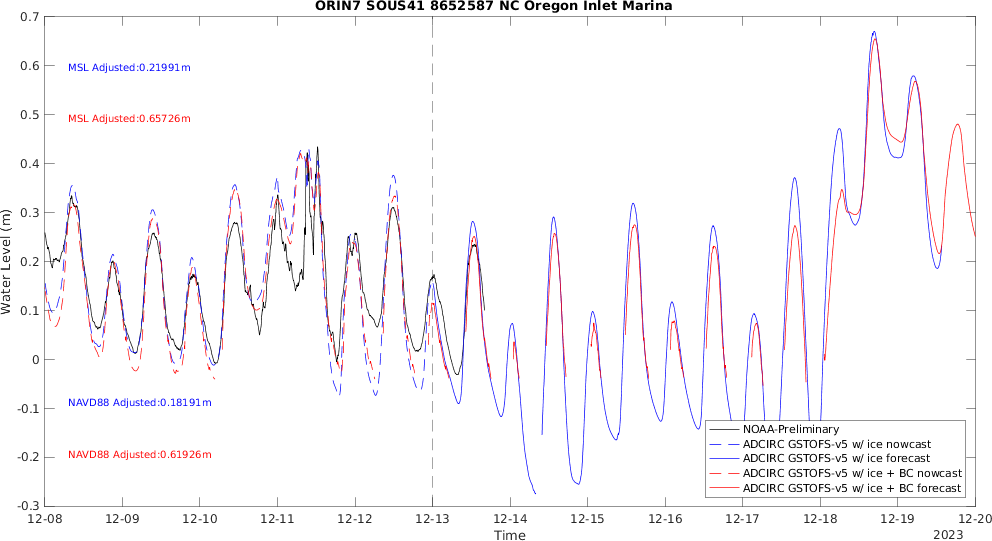 ORIN7 SOUS41 8652587 NC Oregon Inlet Marina
Water Level (m)
0.7
0.6
0.5
0.4
0.3
0.2
0.1
0
-0.1
-0.2
-0.3
MSL Adjusted:0.21991m
MSL Adjusted:0.65726m
NAVD88 Adjusted:0.18191m
NAVD88 Adjusted:0.61926m
NOAA-Preliminary
ADCIRC GSTOFS-v5 w/ ice nowcast
ADCIRC GSTOFS-v5 w/ ice forecast
ADCIRC GSTOFS-v5 w/ ice + BC nowcast
ADCIRC GSTOFS-v5 w/ ice + BC forecast
12-08 12-09 12-10 12-11 12-12 12-13 12-14 12-15 12-16 12-17 12-18 12-19 12-20
Time
2023